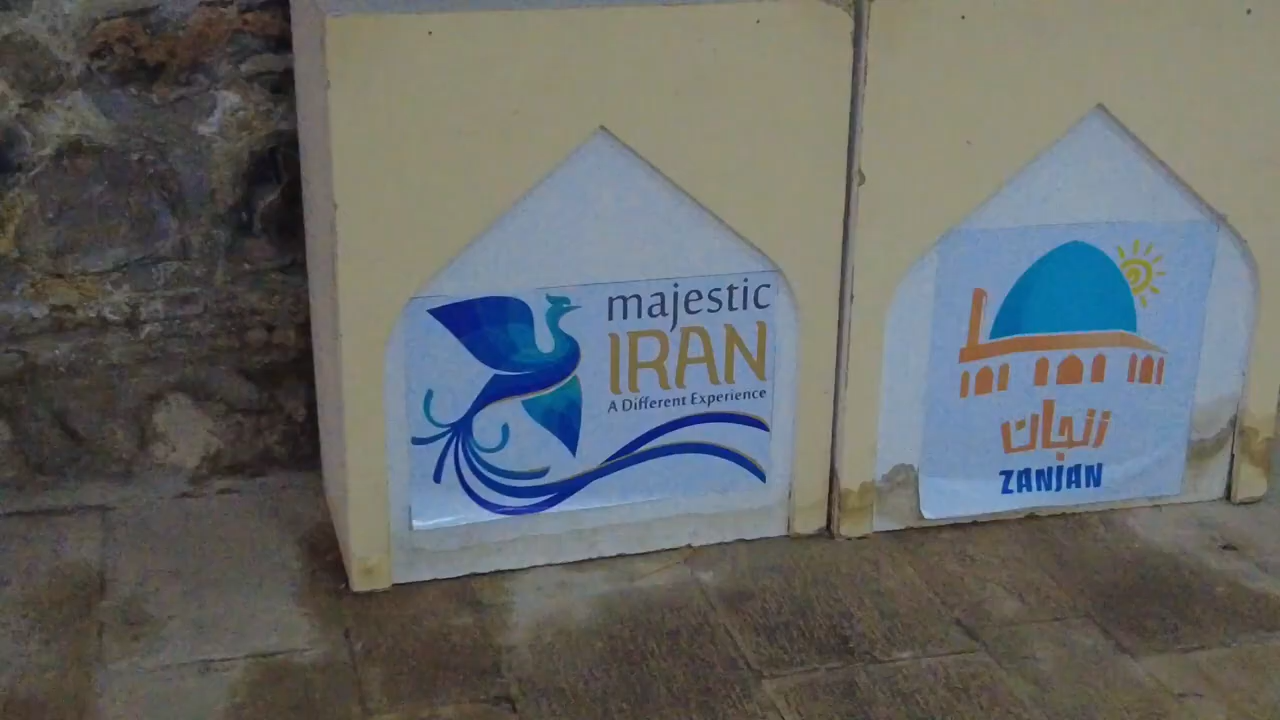 majestic
IRAN
A Different Experience
زنجان
ZANJAN